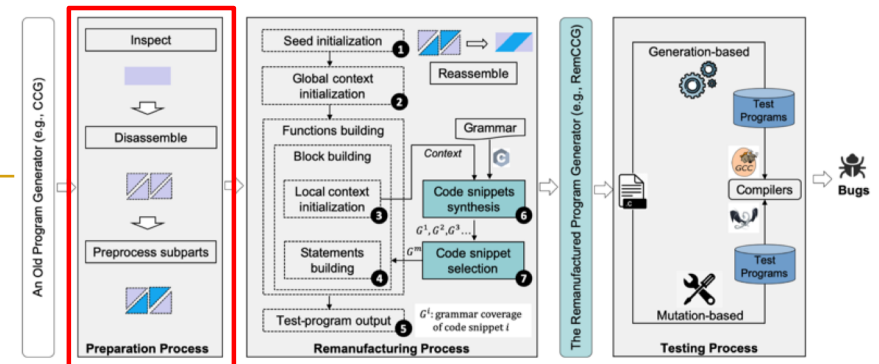 An Old Program Generator (e.g., CCG)
Inspect
Disassemble
Preprocess subparts
Preparation Process
Seed initialization
1
Reassemble
Global context
initialization
2
Functions building
Grammar
Block building
Context
C
Local context
initialization
3
Code snippets
synthesis
6
G¹, G², G³ ...
Statements
building
4
Gᵐ
Code snippet
selection
7
Test-program output
5
Gⁱ: grammar coverage
of code snippet i
Remanufacturing Process
The Remanufactured Program Generator (e.g., RemCCG)
Generation-based
Test
Programs
GCC
C
Compilers
Bugs
Test
Programs
Mutation-based
Testing Process